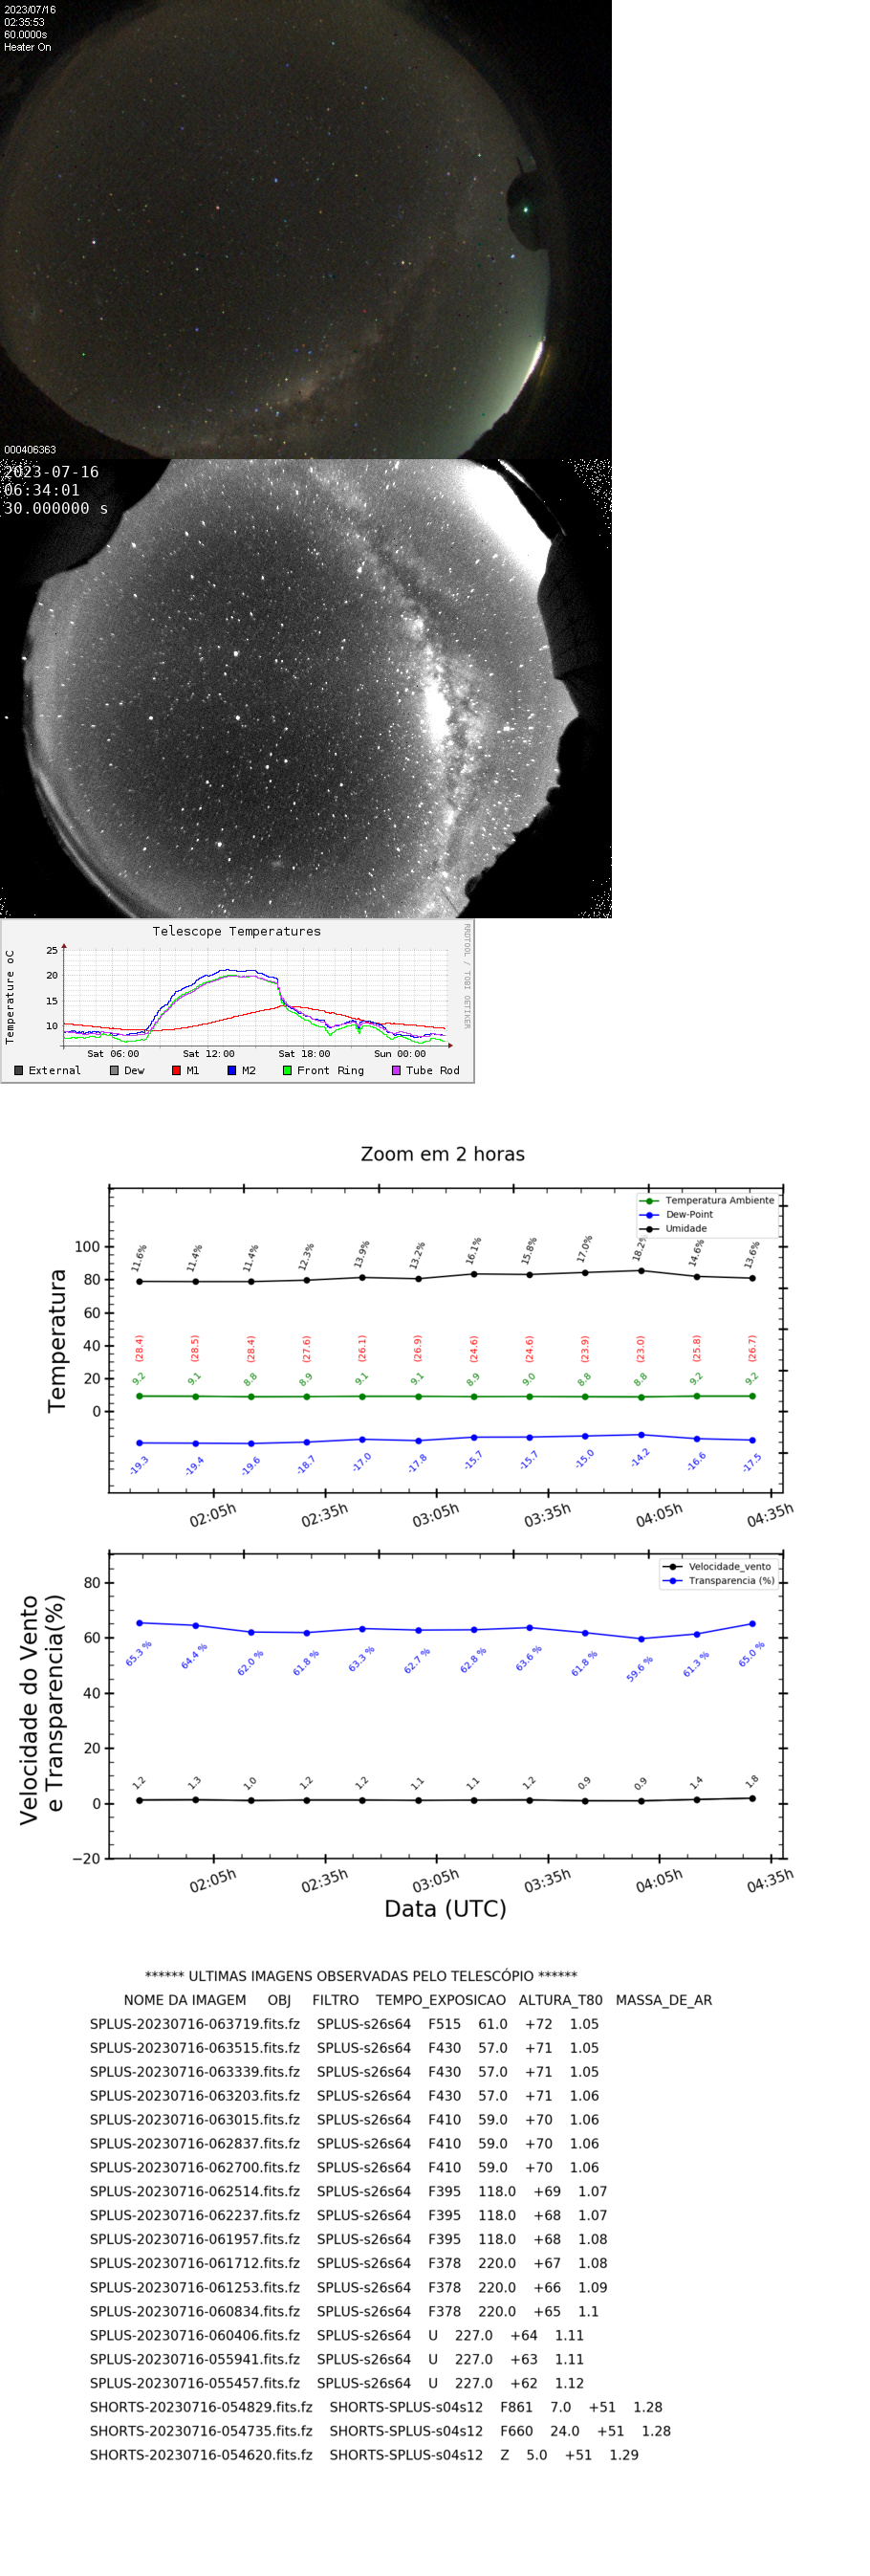 2023/07/16
02:35:53
60.0000s
Heater On
000406363
2023-07-16
06:34:01
30.000000 s
Telescope Temperatures
Temperature oC
RRDTOOL / TOBI OETIKER
25
20
15
10
Sat 06:00 Sat 12:00 Sat 18:00 Sun 00:00
External Dew M1 M2 Front Ring Tube Rod
Zoom em 2 horas
Temperatura
Temperatura Ambiente
Dew-Point
Umidade
100
80
60
40
20
0
11.6% 11.4% 11.4% 12.3% 13.9% 13.2% 16.1% 15.8% 17.0% 18.2% 14.6% 13.6%
(28.4) (28.5) (28.4) (27.6) (26.1) (26.9) (24.6) (24.6) (23.9) (23.0) (25.8) (26.7)
9.2 9.1 8.8 8.9 9.1 9.1 8.9 9.0 8.8 8.8 9.2 9.2
-19.3 -19.4 -19.6 -18.7 -17.0 -17.8 -15.7 -15.7 -15.0 -14.2 -16.6 -17.5
02:05h 02:35h 03:05h 03:35h 04:05h 04:35h
Velocidade do Vento
e Transparencia(%)
Velocidade_vento
Transparencia (%)
80
60
40
20
0
−20
65.3 % 64.4 % 62.0 % 61.8 % 63.3 % 62.7 % 62.8 % 63.6 % 61.8 % 59.6 % 61.3 % 65.0 %
1.2 1.3 1.0 1.2 1.2 1.1 1.1 1.2 0.9 0.9 1.4 1.8
02:05h 02:35h 03:05h 03:35h 04:05h 04:35h
Data (UTC)
****** ULTIMAS IMAGENS OBSERVADAS PELO TELESCÓPIO ******
NOME DA IMAGEM OBJ FILTRO TEMPO_EXPOSICAO ALTURA_T80 MASSA_DE_AR
SPLUS-20230716-063719.fits.fz SPLUS-s26s64 F515 61.0 +72 1.05
SPLUS-20230716-063515.fits.fz SPLUS-s26s64 F430 57.0 +71 1.05
SPLUS-20230716-063339.fits.fz SPLUS-s26s64 F430 57.0 +71 1.05
SPLUS-20230716-063203.fits.fz SPLUS-s26s64 F430 57.0 +71 1.06
SPLUS-20230716-063015.fits.fz SPLUS-s26s64 F410 59.0 +70 1.06
SPLUS-20230716-062837.fits.fz SPLUS-s26s64 F410 59.0 +70 1.06
SPLUS-20230716-062700.fits.fz SPLUS-s26s64 F410 59.0 +70 1.06
SPLUS-20230716-062514.fits.fz SPLUS-s26s64 F395 118.0 +69 1.07
SPLUS-20230716-062237.fits.fz SPLUS-s26s64 F395 118.0 +68 1.07
SPLUS-20230716-061957.fits.fz SPLUS-s26s64 F395 118.0 +68 1.08
SPLUS-20230716-061712.fits.fz SPLUS-s26s64 F378 220.0 +67 1.08
SPLUS-20230716-061253.fits.fz SPLUS-s26s64 F378 220.0 +66 1.09
SPLUS-20230716-060834.fits.fz SPLUS-s26s64 F378 220.0 +65 1.1
SPLUS-20230716-060406.fits.fz SPLUS-s26s64 U 227.0 +64 1.11
SPLUS-20230716-055941.fits.fz SPLUS-s26s64 U 227.0 +63 1.11
SPLUS-20230716-055457.fits.fz SPLUS-s26s64 U 227.0 +62 1.12
SHORTS-20230716-054829.fits.fz SHORTS-SPLUS-s04s12 F861 7.0 +51 1.28
SHORTS-20230716-054735.fits.fz SHORTS-SPLUS-s04s12 F660 24.0 +51 1.28
SHORTS-20230716-054620.fits.fz SHORTS-SPLUS-s04s12 Z 5.0 +51 1.29